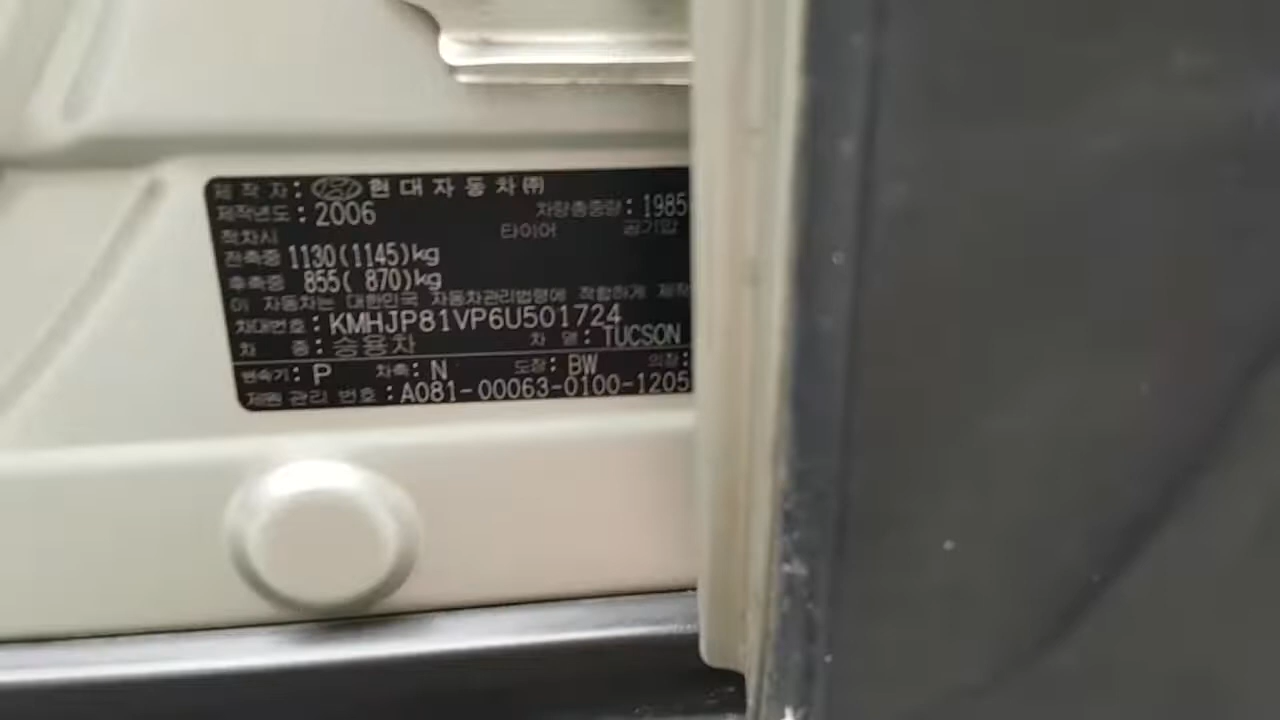 제 작 자 : 현 대 자 동 차 ㈜
제작년도 : 2006 차량총중량 : 1985
적차시 타이어 공기압
전축중 1130(1145)kg
후축중 855( 870)kg
이 자동차는 대한민국 자동차관리법령에 적합하게 제작
차대번호 : KMHJP81VP6U501724
차 종 : 승용차 차 명 : TUCSON
변속기 : P 차축 : N 도장 : BW 의장 :
제원 관리 번호 : A081-00063-0100-1205